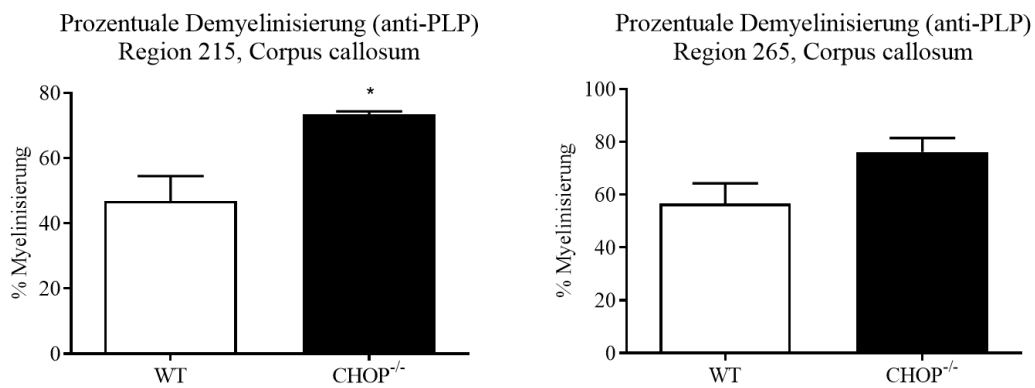 Prozentuale Demyelinisierung (anti-PLP)
Region 215, Corpus callosum
% Myelinisierung
80
60
40
20
0
*
WT
CHOP-/-
Prozentuale Demyelinisierung (anti-PLP)
Region 265, Corpus callosum
% Myelinisierung
100
80
60
40
20
0
WT
CHOP-/-